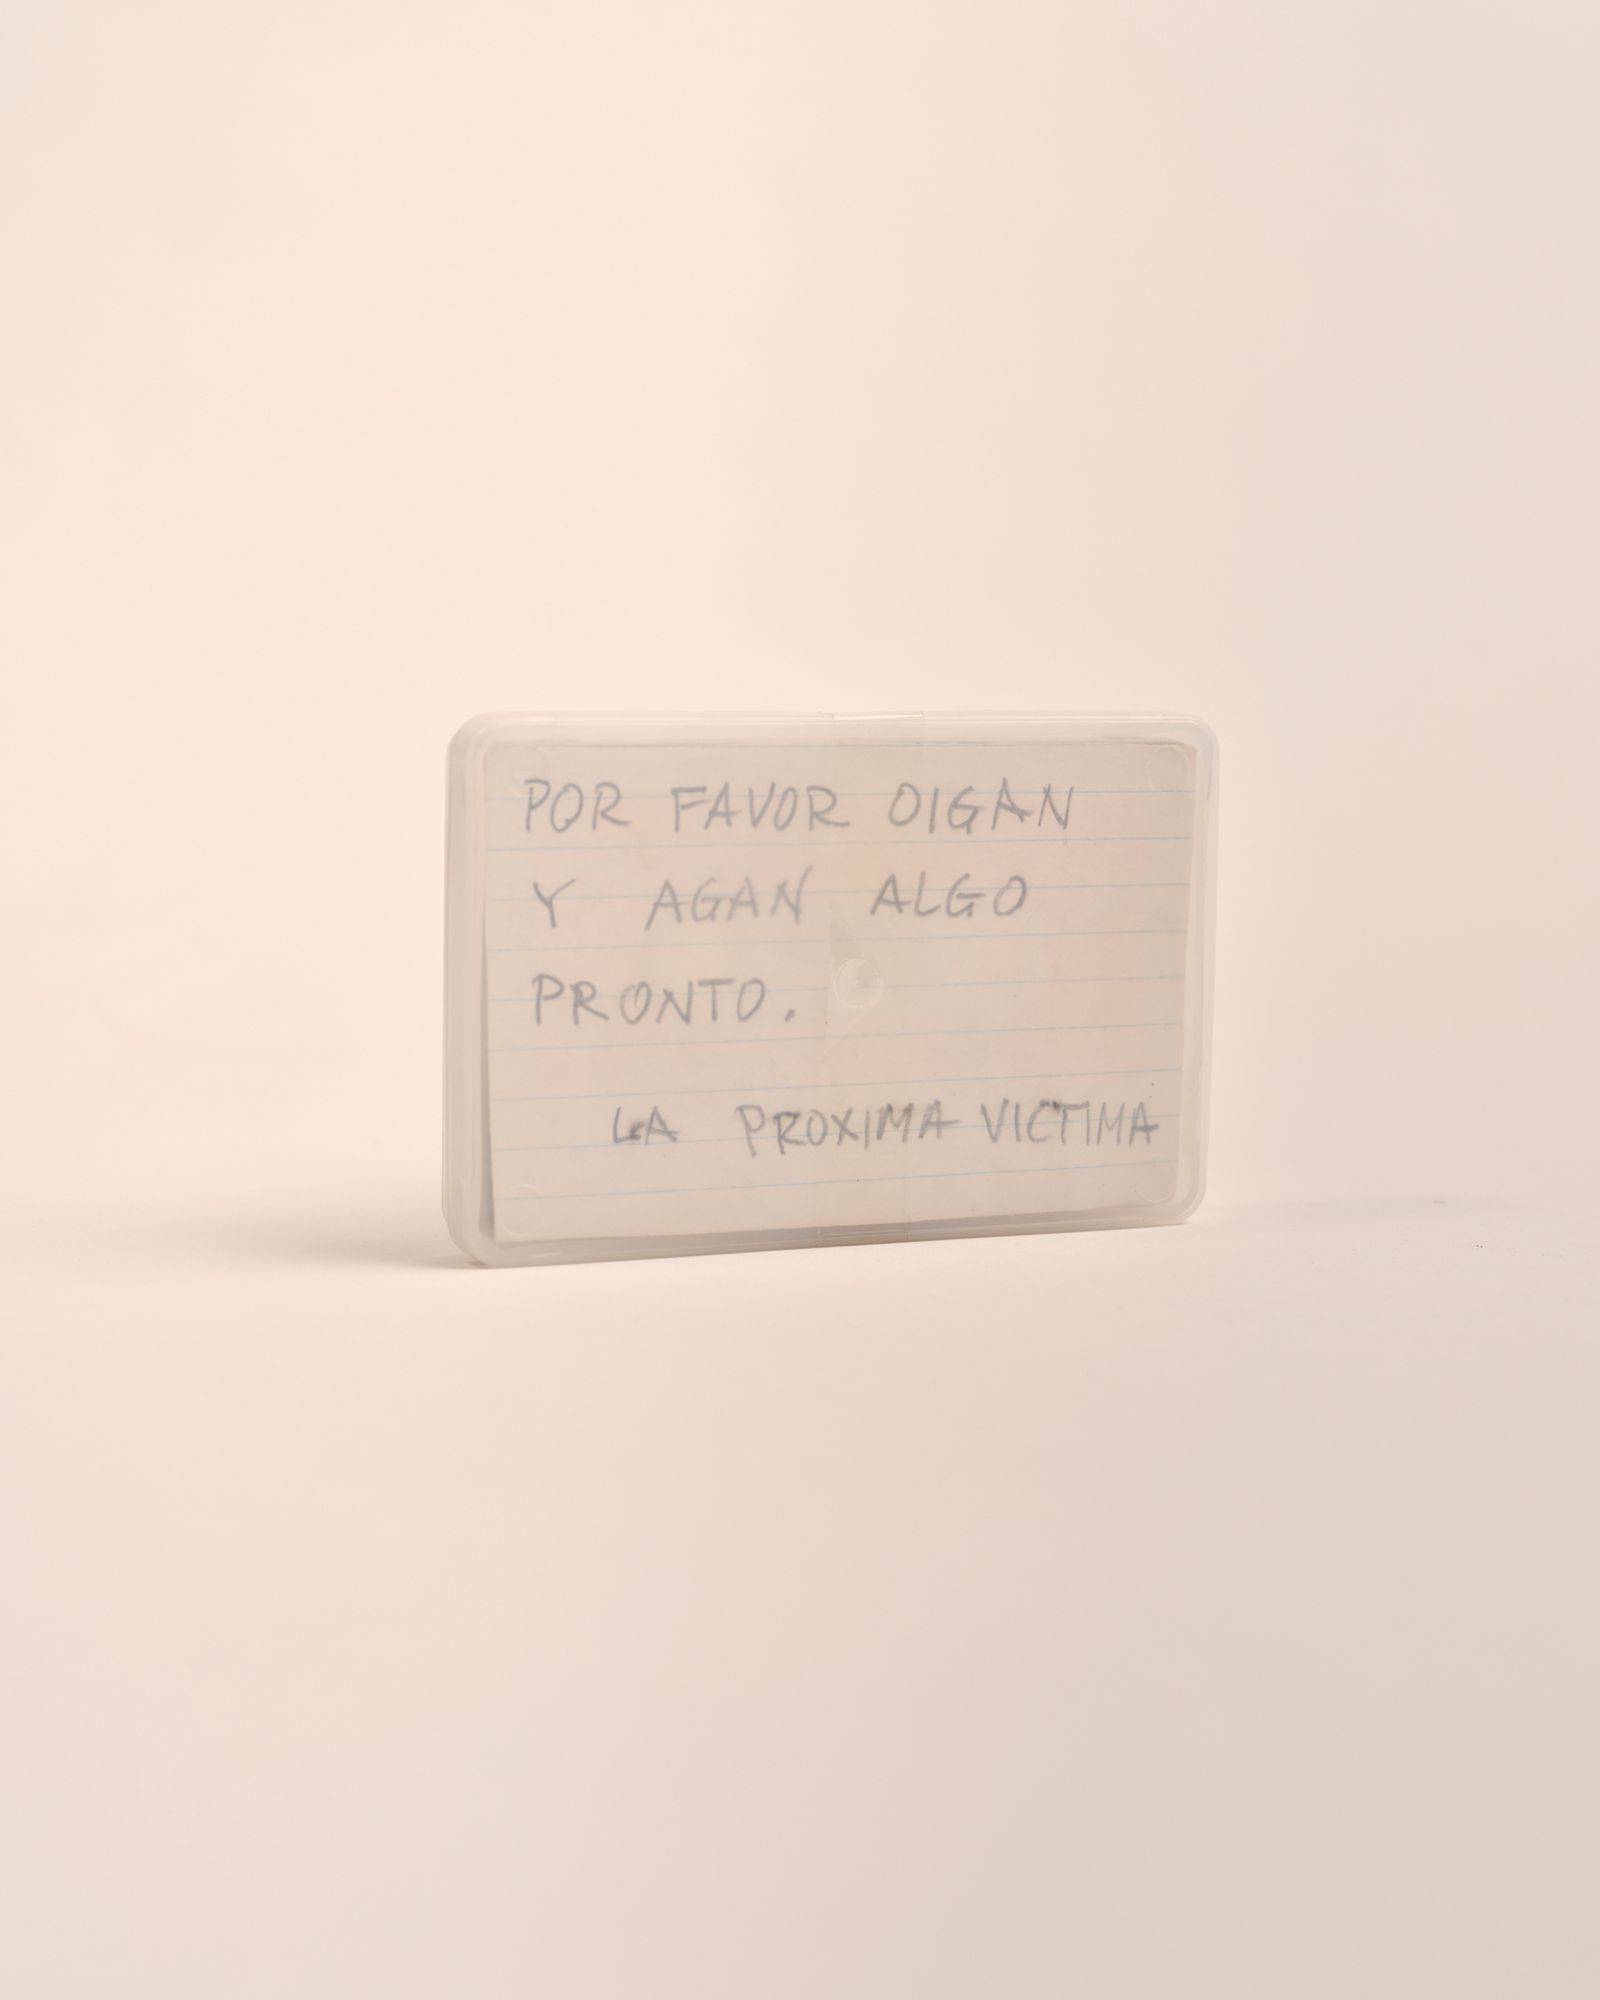 POR FAVOR OIGAN
Y AGAN ALGO
PRONTO.
LA PROXIMA VICTIMA